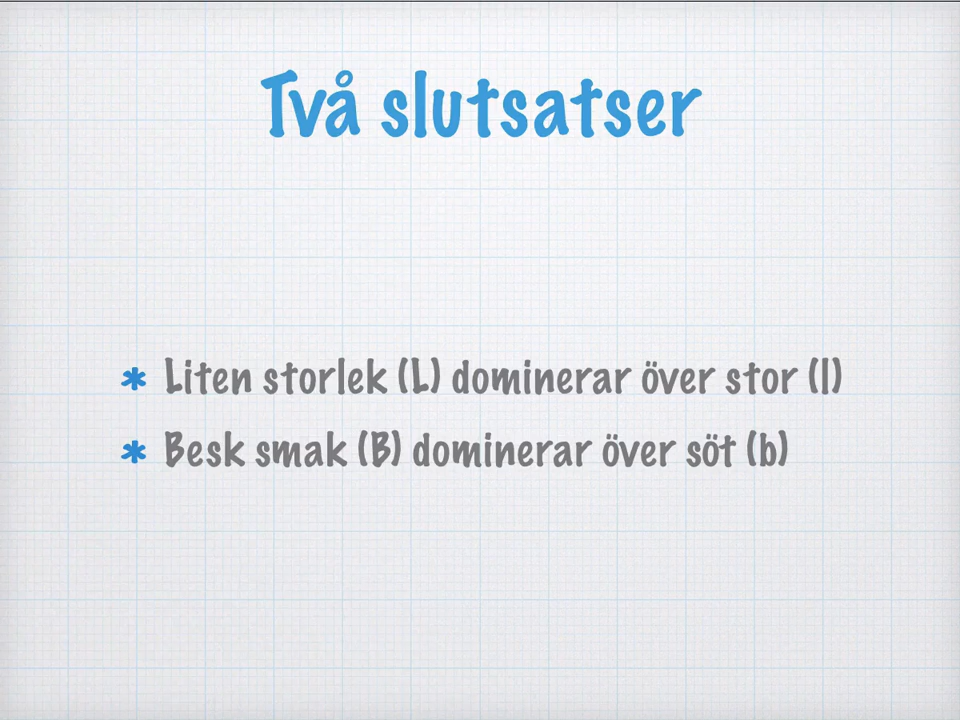 Två slutsatser
Liten storlek (L) dominerar över stor (l)
Besk smak (B) dominerar över söt (b)